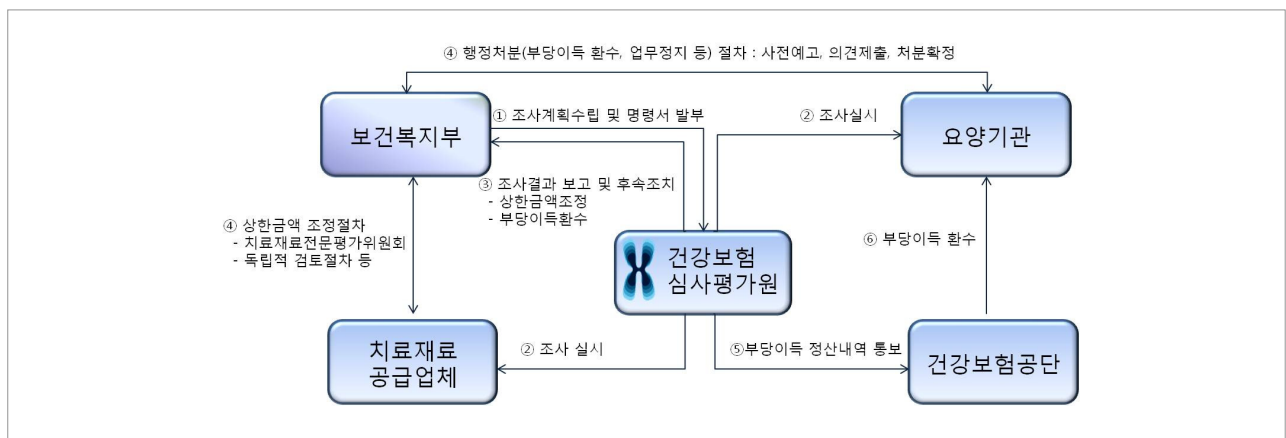 ④ 행정처분(부당이득 환수, 업무정지 등) 절차 : 사전예고, 의견제출, 처분확정
보건복지부
① 조사계획수립 및 명령서 발부
② 조사실시
요양기관
③ 조사결과 보고 및 후속조치
- 상한금액조정
- 부당이득환수
④ 상한금액 조정절차
- 치료재료전문평가위원회
- 독립적 검토절차 등
건강보험
심사평가원
⑥ 부당이득 환수
치료재료
공급업체
② 조사 실시
⑤부당이득 정산내역 통보
건강보험공단